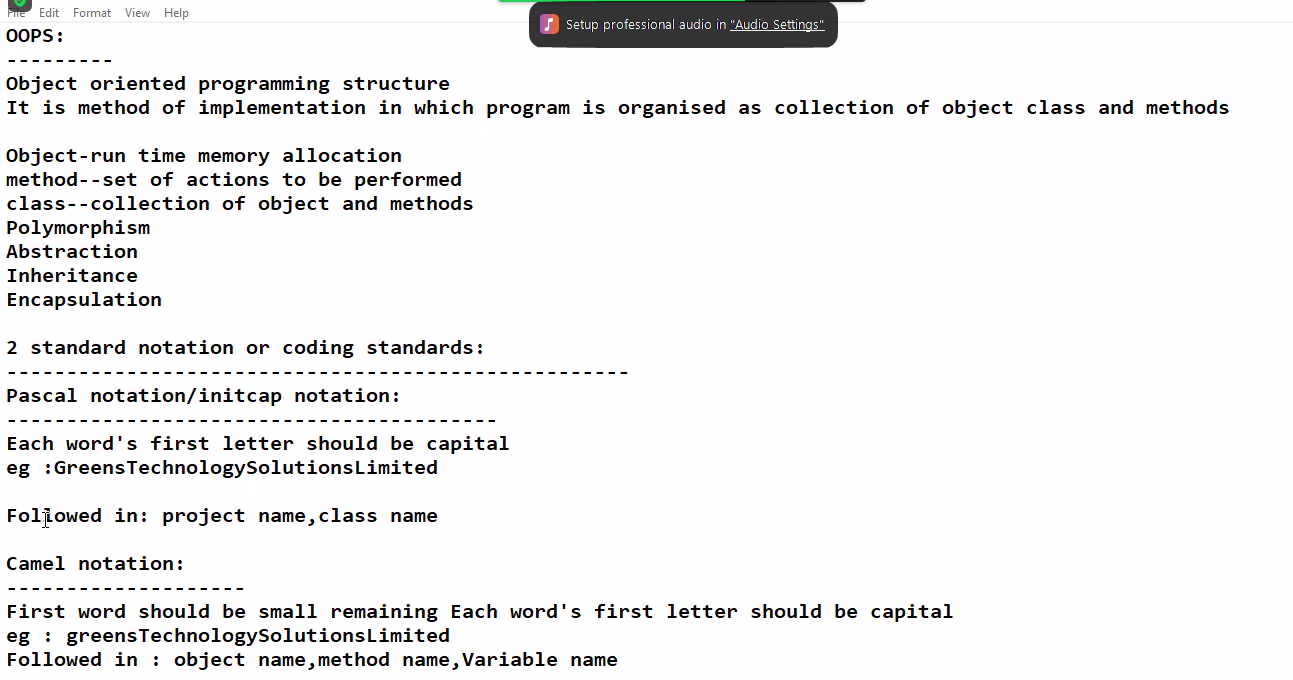 File Edit Format View Help
Setup professional audio in "Audio Settings"
OOPS:
---------
Object oriented programming structure
It is method of implementation in which program is organised as collection of object class and methods
Object-run time memory allocation
method--set of actions to be performed
class--collection of object and methods
Polymorphism
Abstraction
Inheritance
Encapsulation
2 standard notation or coding standards:
----------------------------------------------------
Pascal notation/initcap notation:
-----------------------------------------
Each word's first letter should be capital
eg :GreensTechnologySolutionsLimited
Followed in: project name,class name
Camel notation:
--------------------
First word should be small remaining Each word's first letter should be capital
eg : greensTechnologySolutionsLimited
Followed in : object name,method name,Variable name